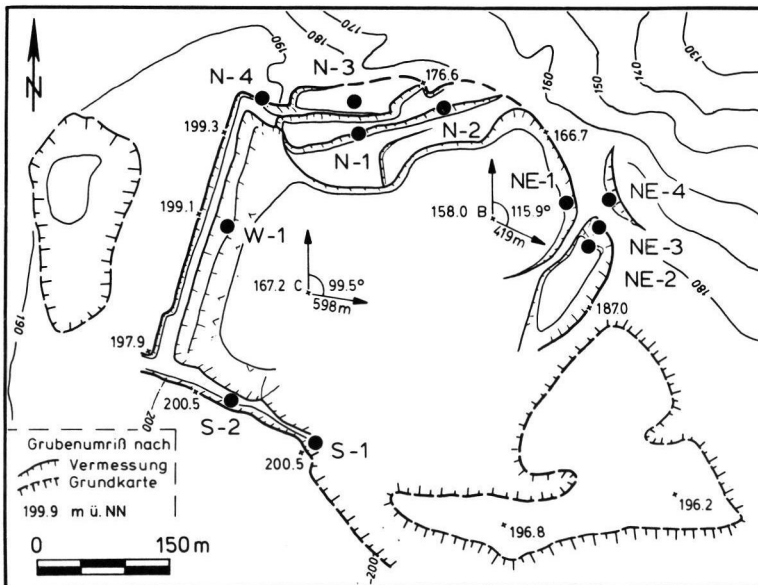 170
180
190
160
150
140
130
N
N-4
N-3
176.6
199.3
N-1
N-2
166.7
NE-1
NE-4
199.1
158.0 B 115.9°
419m
W-1
NE-3
NE-2
180
167.2 C 99.5°
598m
187.0
190
197.9
200
200.5
S-2
S-1
200.5
Grubenumriß nach
Vermessung
Grundkarte
199.9 m ü. NN
196.2
196.8
0 150 m
200